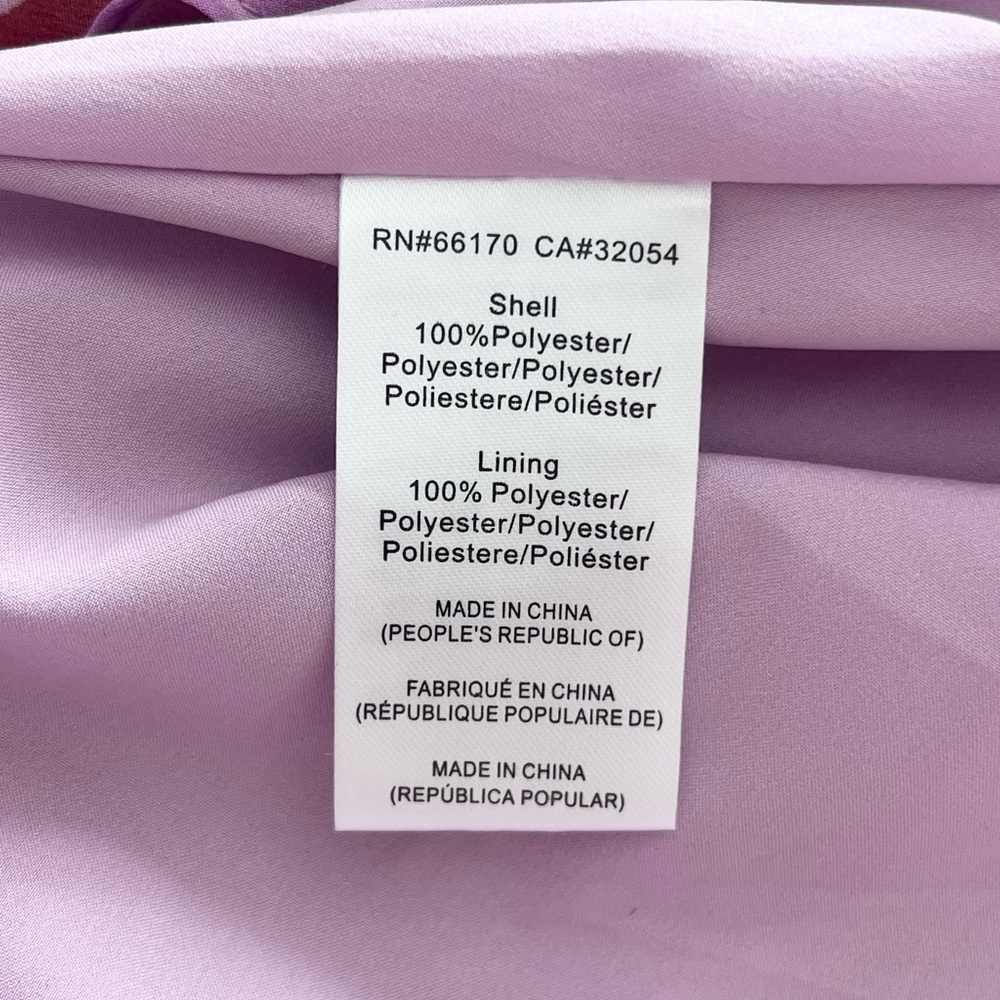 RN#66170 CA#32054
Shell
100%Polyester/
Polyester/Polyester/
Poliestere/Poliéster
Lining
100% Polyester/
Polyester/Polyester/
Poliestere/Poliéster
MADE IN CHINA
(PEOPLE'S REPUBLIC OF)
FABRIQUÉ EN CHINA
(RÉPUBLIQUE POPULAIRE DE)
MADE IN CHINA
(REPÚBLICA POPULAR)